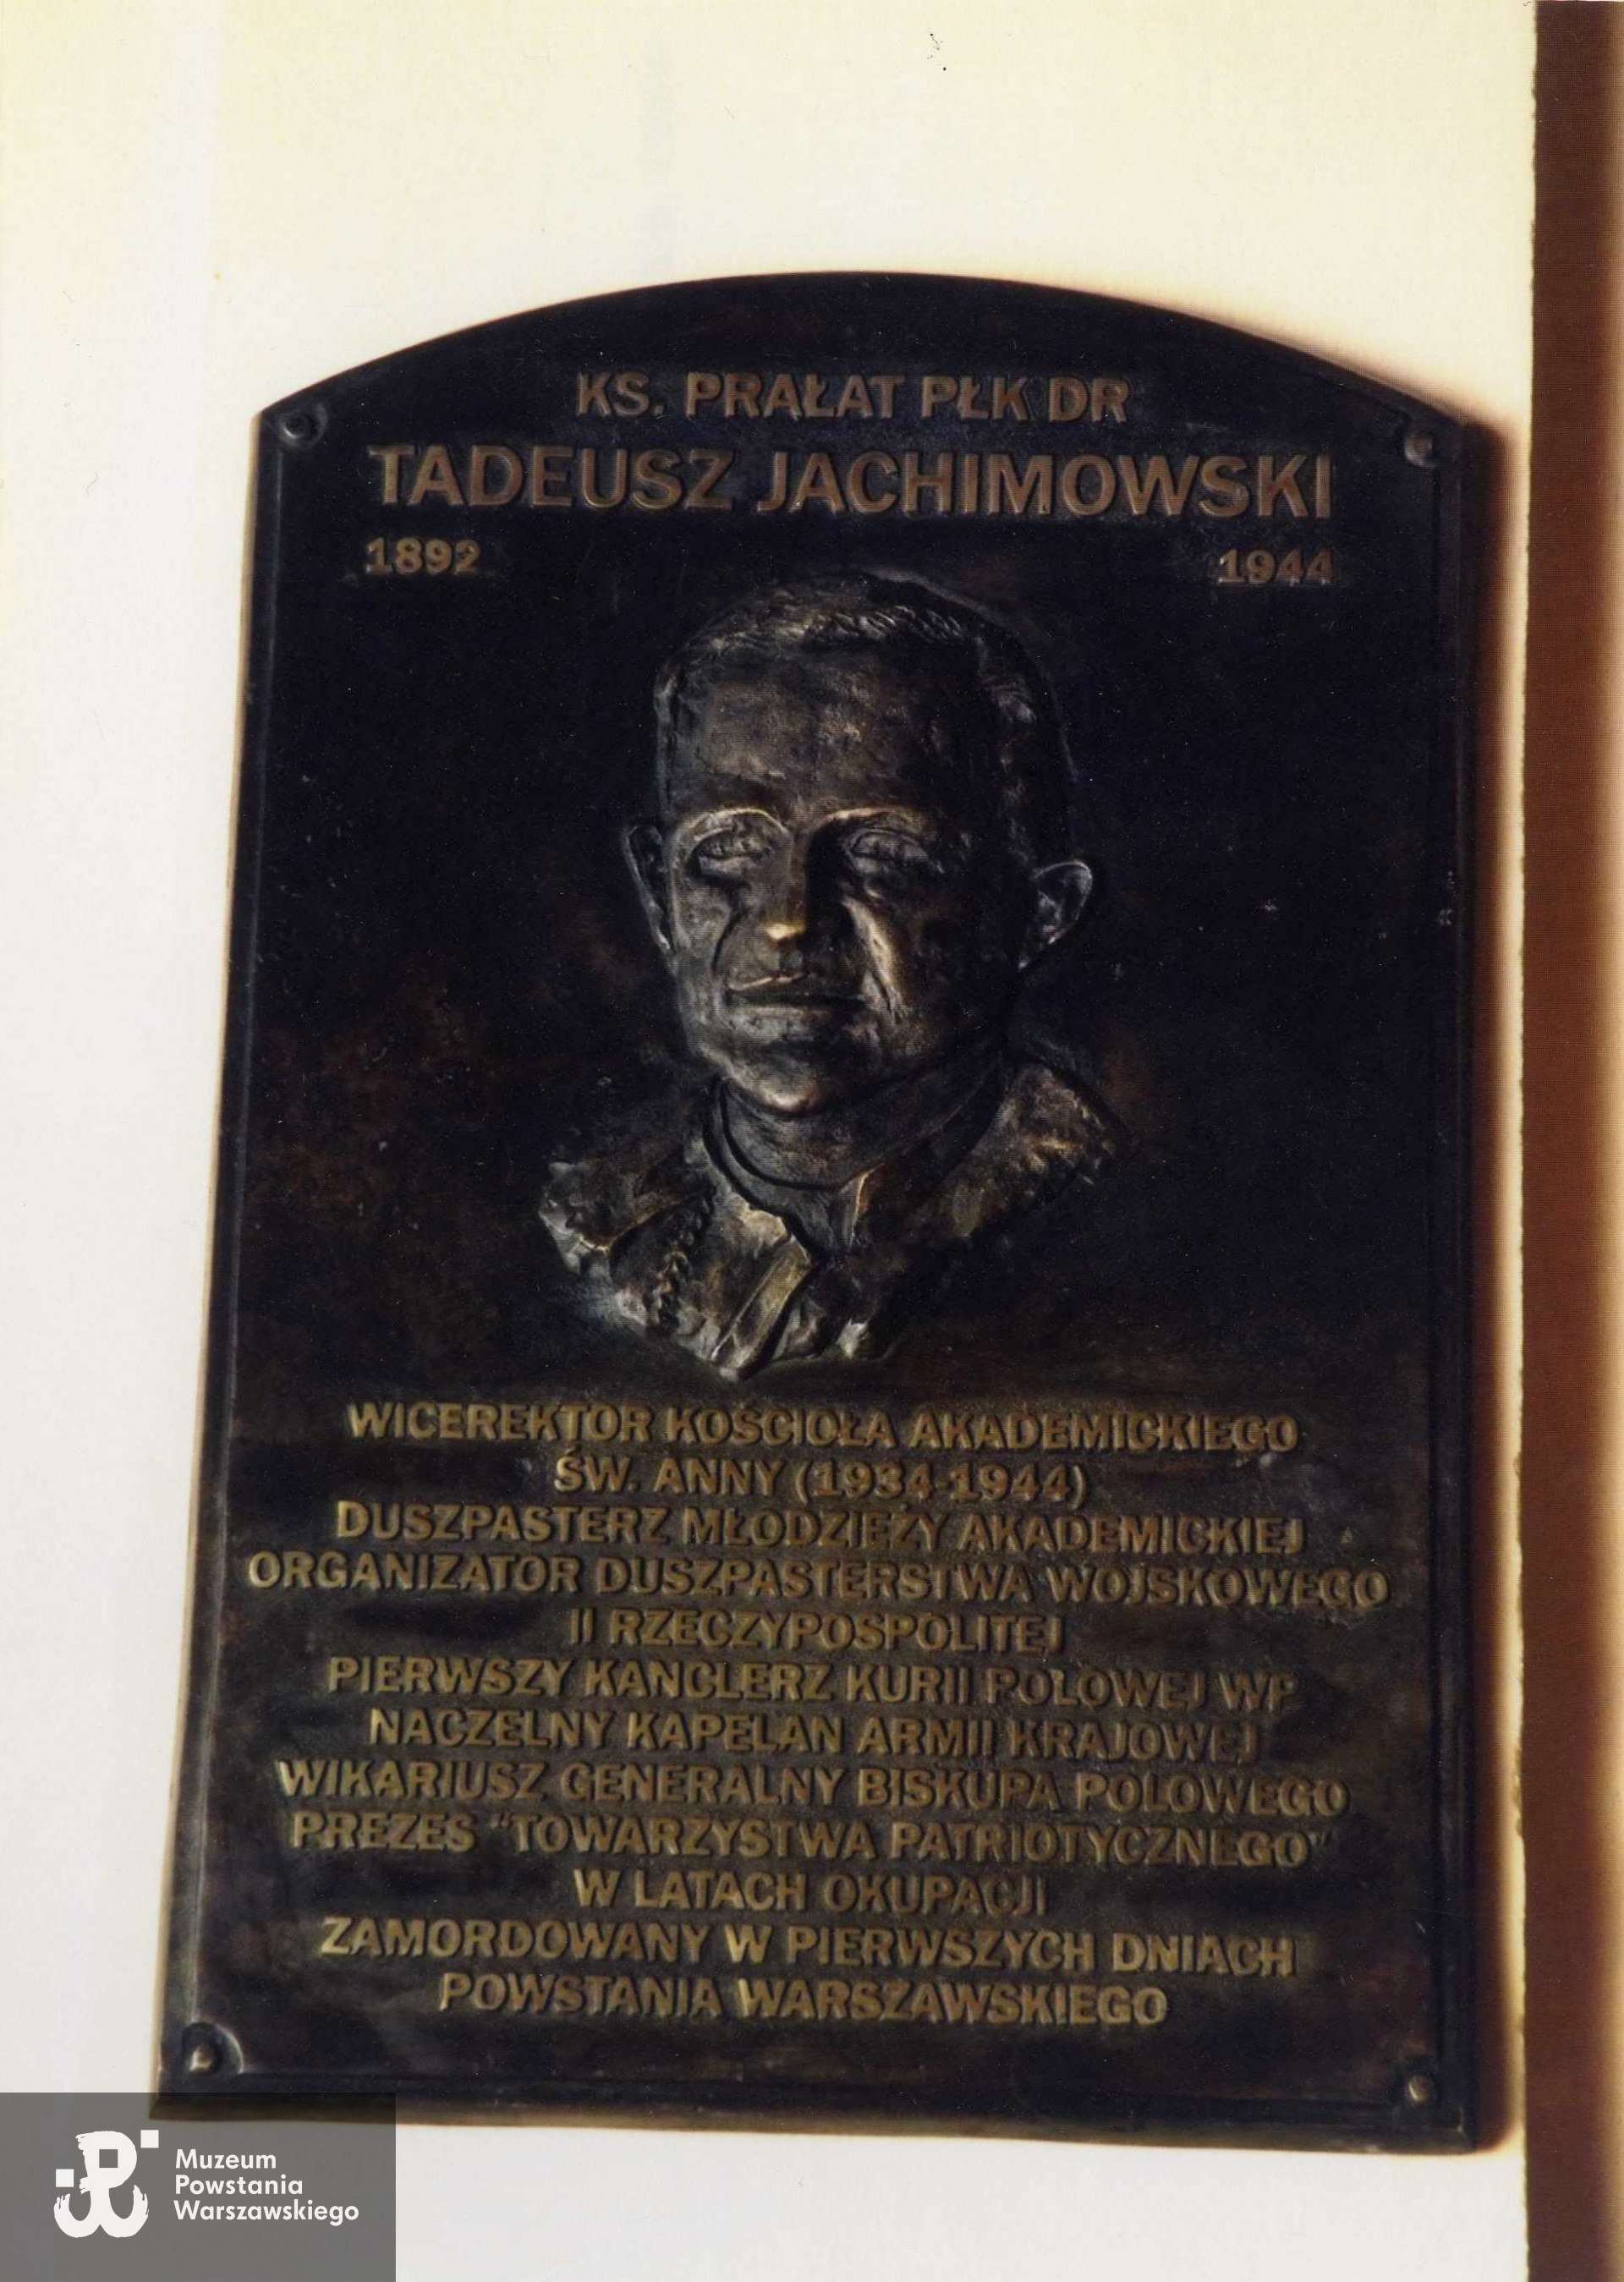 KS. PRAŁAT PŁK DR
TADEUSZ JACHIMOWSKI
1892 1944
WICEREKTOR KOŚCIOŁA AKADEMICKIEGO
ŚW. ANNY (1934-1944)
DUSZPASTERZ MŁODZIEŻY AKADEMICKIEJ
ORGANIZATOR DUSZPASTERSTWA WOJSKOWEGO
II RZECZYPOSPOLITEJ
PIERWSZY KANCLERZ KURII POLOWEJ WP
NACZELNY KAPELAN ARMII KRAJOWEJ
WIKARIUSZ GENERALNY BISKUPA POLOWEGO
PREZES "TOWARZYSTWA PATRIOTYCZNEGO"
W LATACH OKUPACJI
ZAMORDOWANY W PIERWSZYCH DNIACH
POWSTANIA WARSZAWSKIEGO
Muzeum
Powstania
Warszawskiego